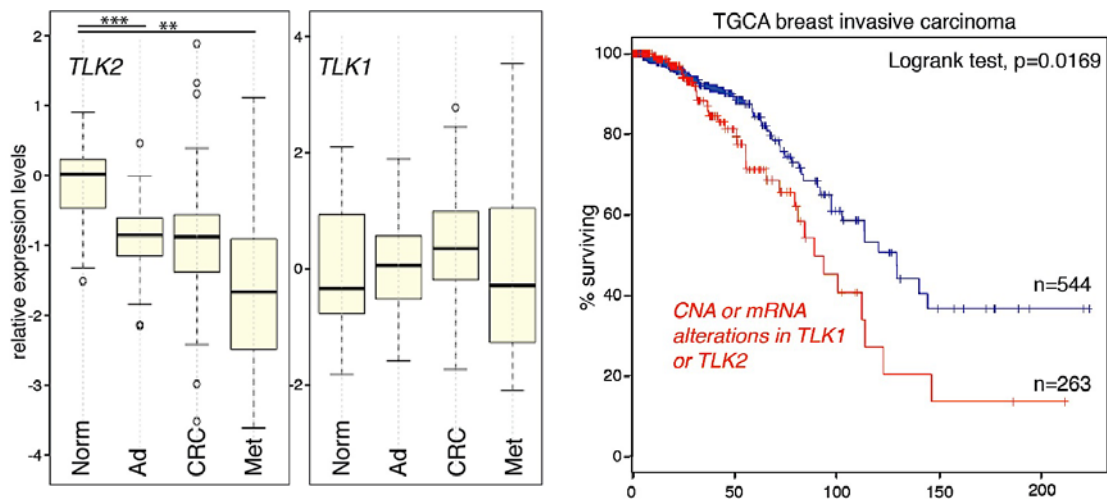 *** **
TLK2
relative expression levels
2
1
0
-1
-2
-3
-4
Norm
Ad
CRC
Met
TLK1
4
2
0
-2
Norm
Ad
CRC
Met
TGCA breast invasive carcinoma
Logrank test, p=0.0169
% surviving
100
80
60
40
20
0
n=544
CNA or mRNA
alterations in TLK1
or TLK2
n=263
0 50 100 150 200